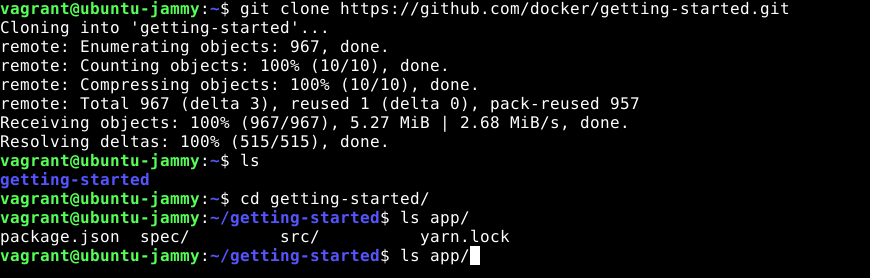 vagrant@ubuntu-jammy:~$ git clone https://github.com/docker/getting-started.git
Cloning into 'getting-started'...
remote: Enumerating objects: 967, done.
remote: Counting objects: 100% (10/10), done.
remote: Compressing objects: 100% (10/10), done.
remote: Total 967 (delta 3), reused 1 (delta 0), pack-reused 957
Receiving objects: 100% (967/967), 5.27 MiB | 2.68 MiB/s, done.
Resolving deltas: 100% (515/515), done.
vagrant@ubuntu-jammy:~$ ls
getting-started
vagrant@ubuntu-jammy:~$ cd getting-started/
vagrant@ubuntu-jammy:~/getting-started$ ls app/
package.json  spec/         src/          yarn.lock
vagrant@ubuntu-jammy:~/getting-started$ ls app/